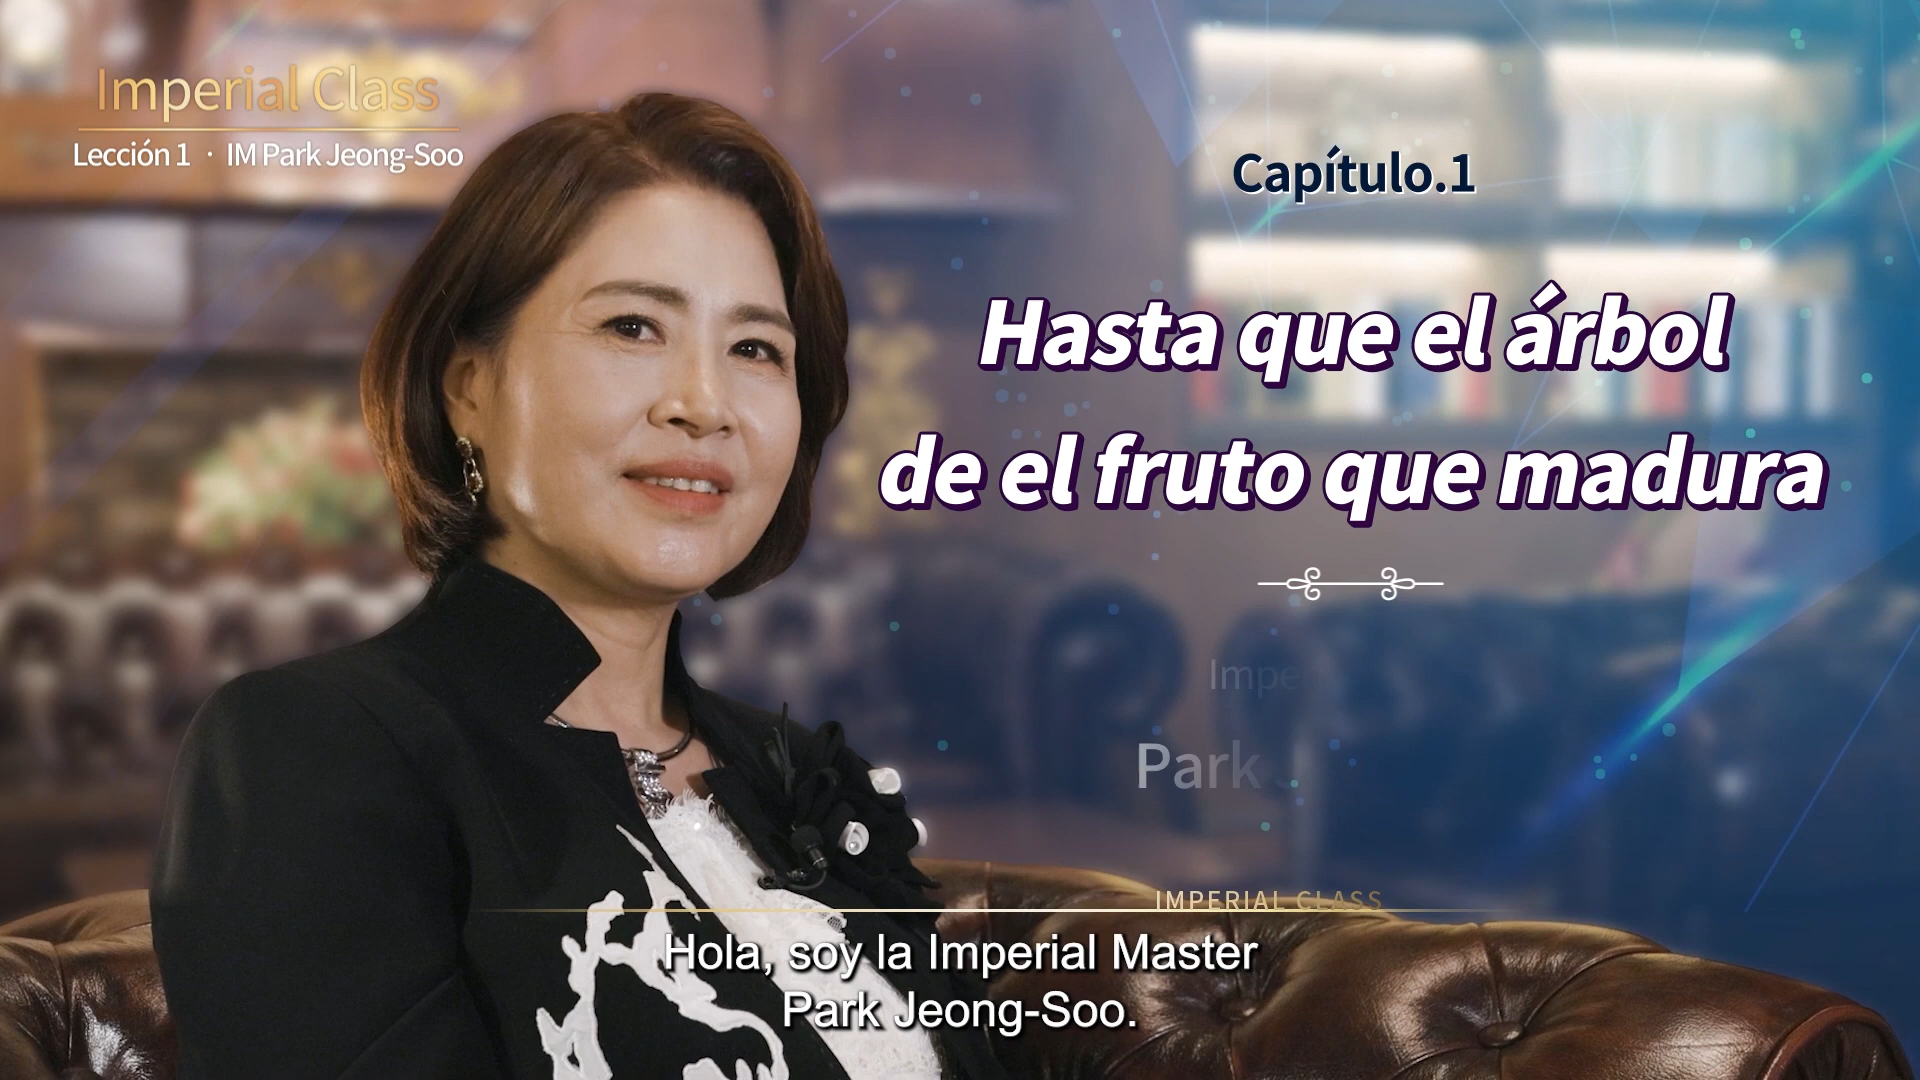 Imperial Class
Lección 1 · IM Park Jeong-Soo
Capítulo.1
Hasta que el árbol
de el fruto que madura
Park
IMPERIAL CLASS
Hola, soy la Imperial Master
Park Jeong-Soo.